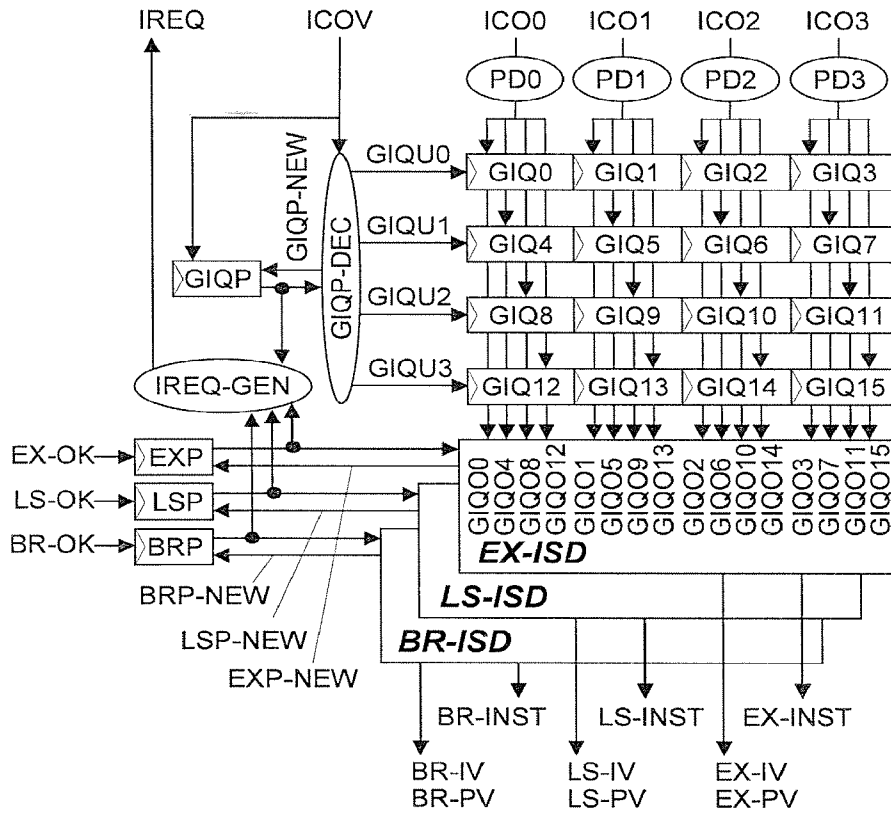 IREQ
ICOV
ICO0
ICO1
ICO2
ICO3
PD0
PD1
PD2
PD3
GIQP-NEW
GIQP-DEC
GIQU0
GIQ0
GIQ1
GIQ2
GIQ3
GIQU1
GIQ4
GIQ5
GIQ6
GIQ7
GIQP
GIQU2
GIQ8
GIQ9
GIQ10
GIQ11
GIQU3
IREQ-GEN
GIQ12
GIQ13
GIQ14
GIQ15
EX-OK
EXP
LS-OK
LSP
BR-OK
BRP
GIQO0
GIQO4
GIQO8
GIQO12
GIQO1
GIQO5
GIQO9
GIQO13
GIQO2
GIQO6
GIQO10
GIQO14
GIQO3
GIQO7
GIQO11
GIQO15
EX-ISD
LS-ISD
BR-ISD
BRP-NEW
LSP-NEW
EXP-NEW
BR-INST
LS-INST
EX-INST
BR-IV
BR-PV
LS-IV
LS-PV
EX-IV
EX-PV